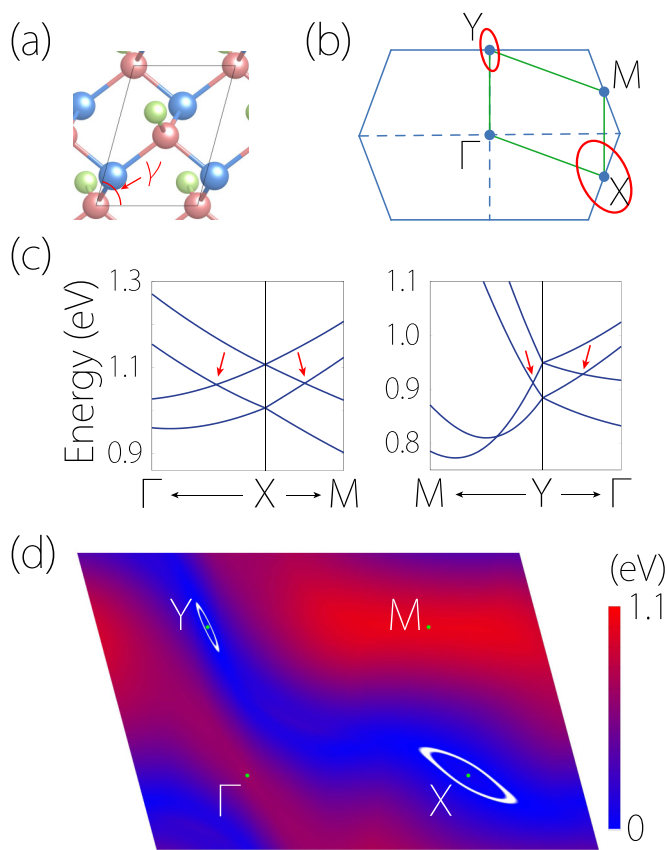 (a)
γ
(b)
Y
M
Γ
X
(c)
Energy (eV)
1.3
1.1
0.9
Γ ← X → M
1.1
1.0
0.9
0.8
M ← Y → Γ
(d)
Y
M
Γ
X
(eV)
1.1
0